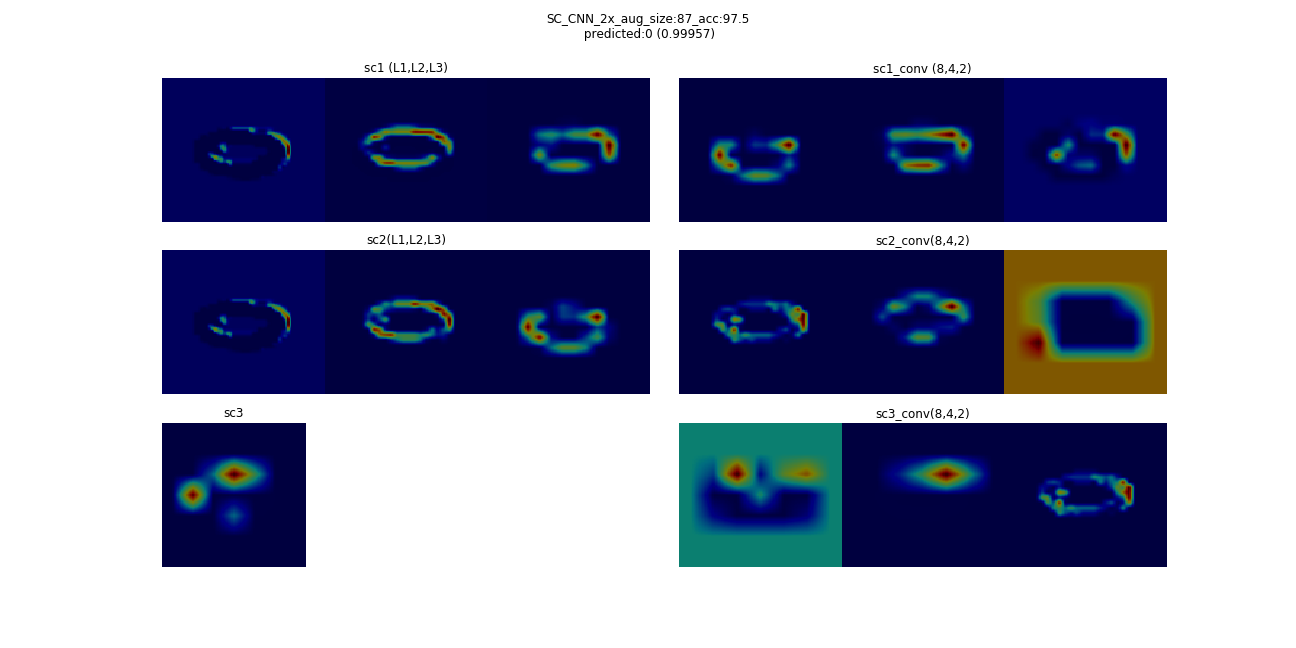 SC_CNN_2x_aug_size:87_acc:97.5
predicted:0 (0.99957)
sc1 (L1,L2,L3)
sc1_conv (8,4,2)
sc2(L1,L2,L3)
sc2_conv(8,4,2)
sc3
sc3_conv(8,4,2)